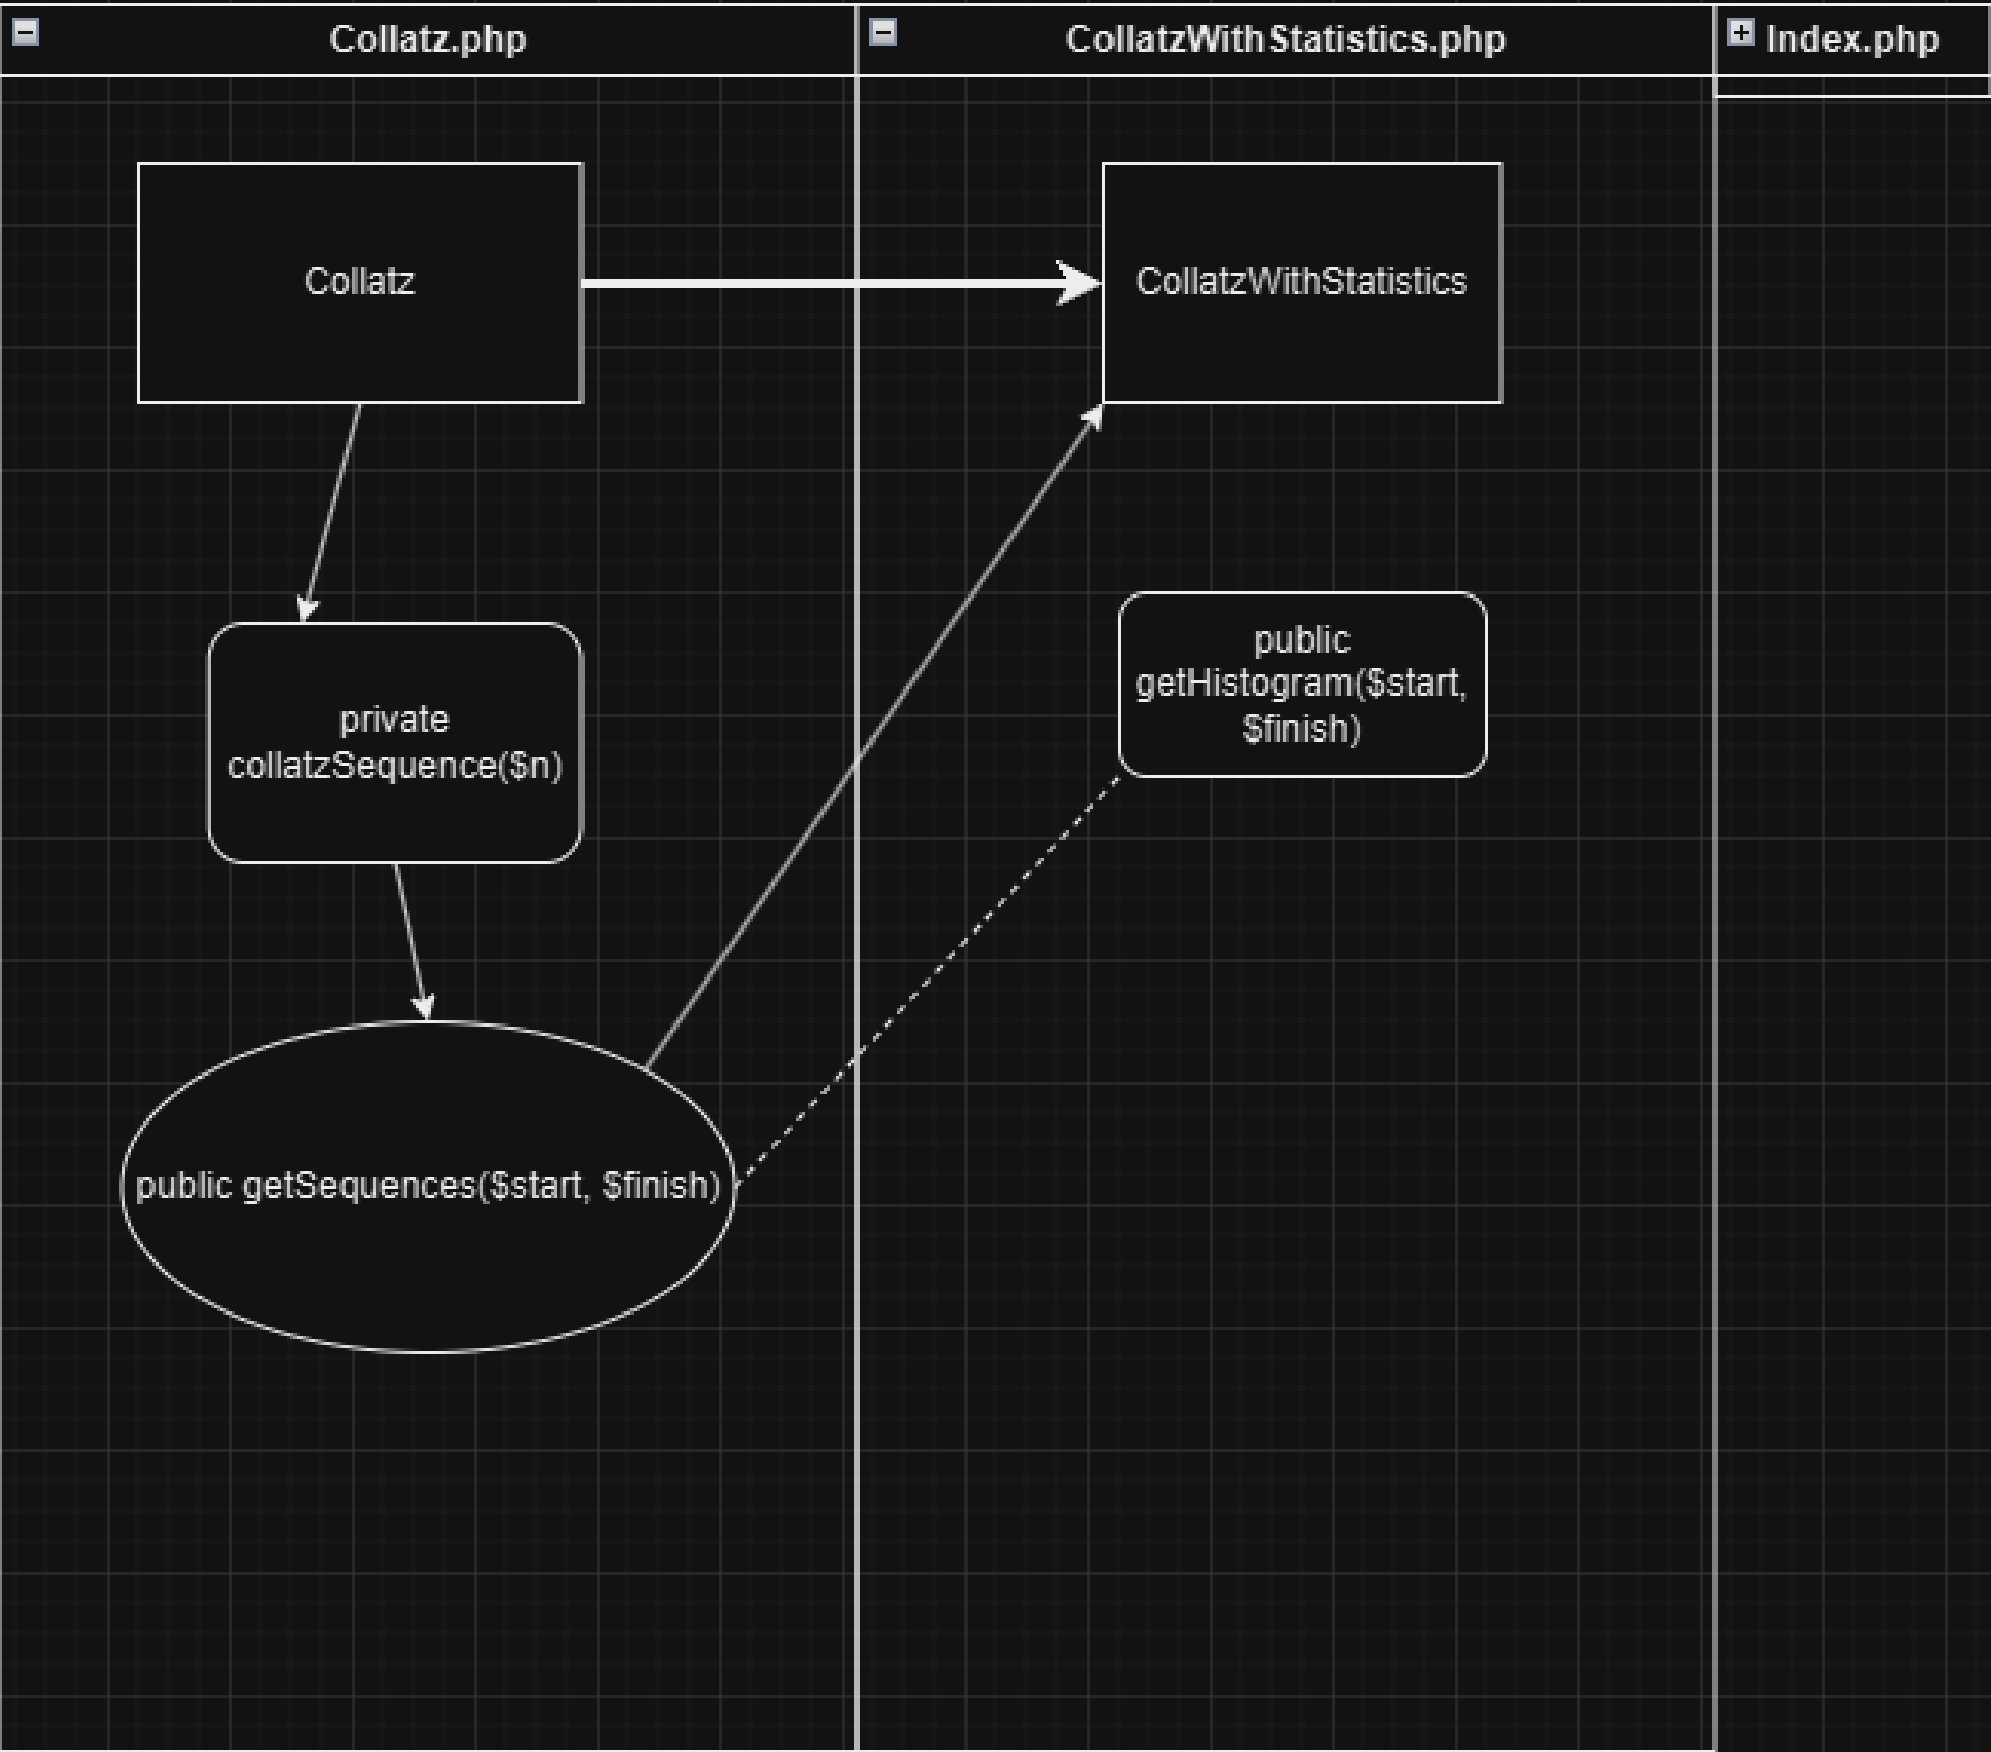 Collatz.php
CollatzWithStatistics.php
Index.php
Collatz
CollatzWithStatistics
private
collatzSequence($n)
public
getHistogram($start,
$finish)
public getSequences($start, $finish)